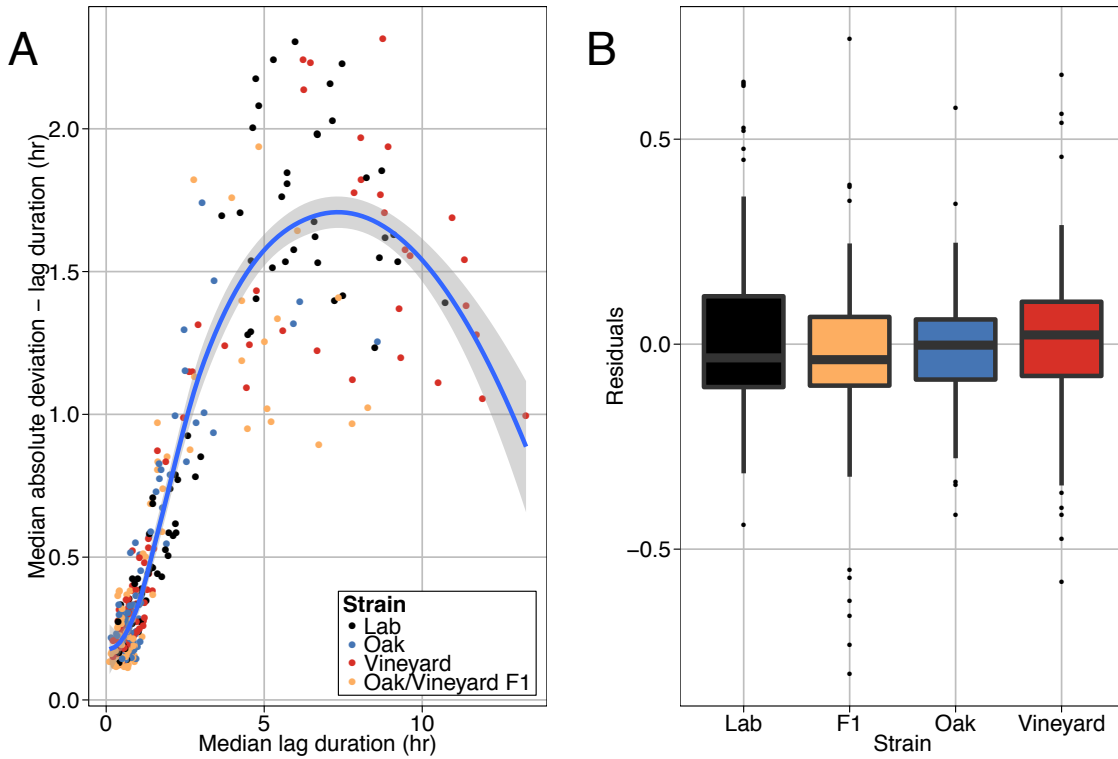 A
Median absolute deviation − lag duration (hr)
2.0
1.5
1.0
0.5
0.0
0
5
10
Median lag duration (hr)
Strain
Lab
Oak
Vineyard
Oak/Vineyard F1
B
Residuals
0.5
0.0
−0.5
Lab
F1
Oak
Vineyard
Strain